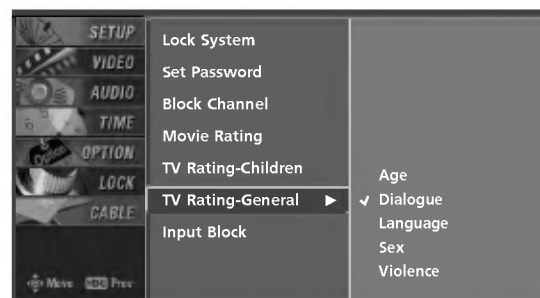 SETUP
VIDEO
AUDIO
TIME
OPTION
LOCK
CABLE
Move Prev
Lock System
Set Password
Block Channel
Movie Rating
TV Rating-Children
TV Rating-General ▶
Input Block
Age
✓ Dialogue
Language
Sex
Violence